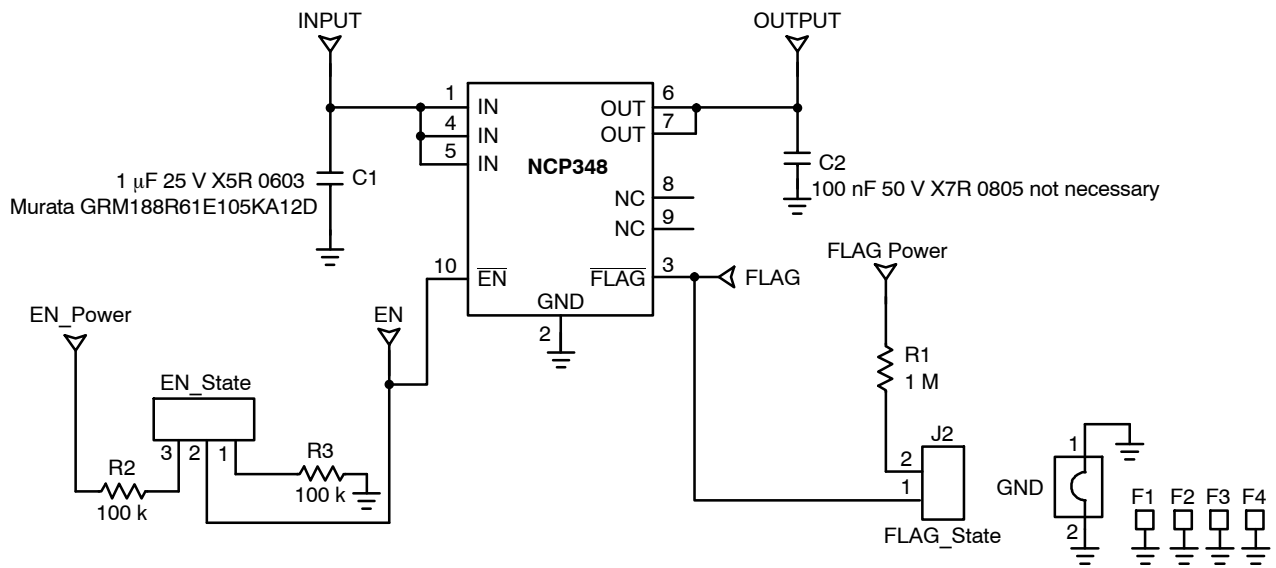 INPUT
OUTPUT
1 IN
4 IN
5 IN
OUT 6
OUT 7
NCP348
NC 8
NC 9
10 EN
FLAG 3
GND
2
1 μF 25 V X5R 0603
Murata GRM188R61E105KA12D
C1
C2
100 nF 50 V X7R 0805 not necessary
FLAG Power
FLAG
EN_Power
EN
EN_State
3 2 1
R2
100 k
R3
100 k
R1
1 M
J2
2
1
FLAG_State
1
GND
2
F1 F2 F3 F4